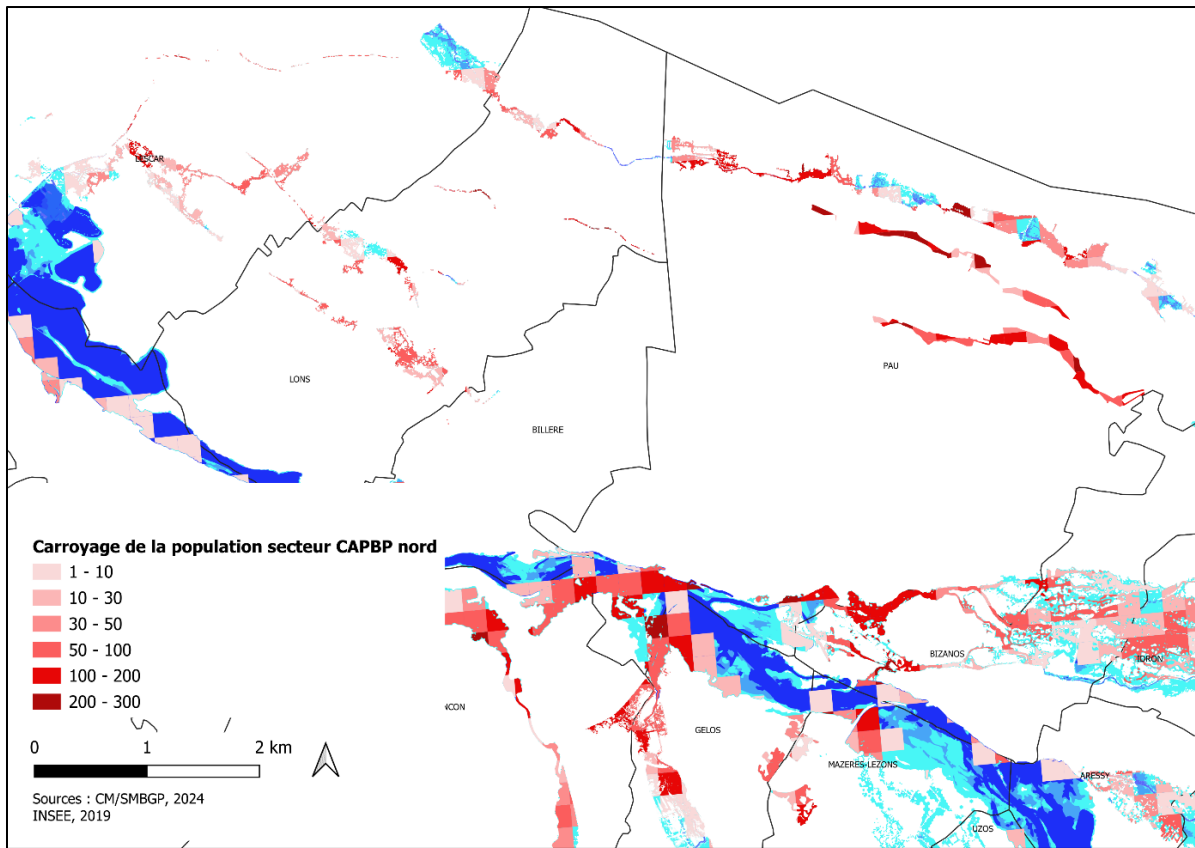 LESCAR
LONS
BILLERE
PAU
Carroyage de la population secteur CAPBP nord
1 - 10
10 - 30
30 - 50
50 - 100
100 - 200
200 - 300
0 1 2 km
Sources : CM/SMBGP, 2024
INSEE, 2019
NCON
GELOS
BIZANOS
IDRON
MAZERES-LEZONS
ARESSY
UZOS